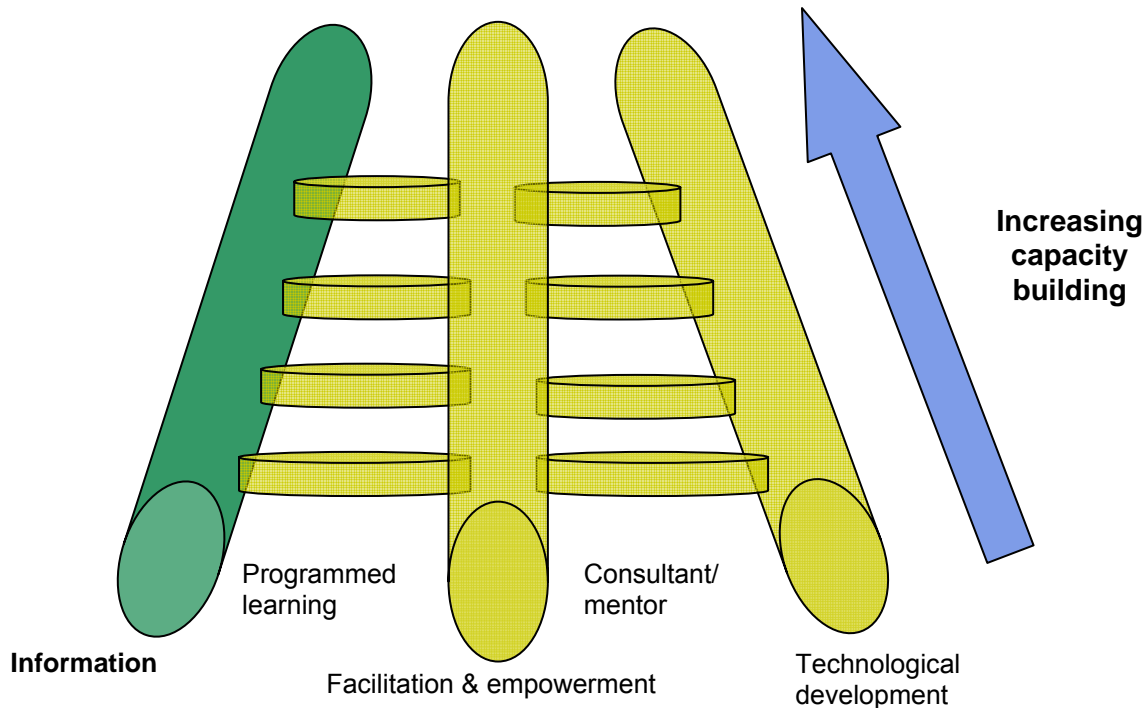 Increasing
capacity
building
Programmed
learning
Consultant/
mentor
Information
Facilitation & empowerment
Technological
development